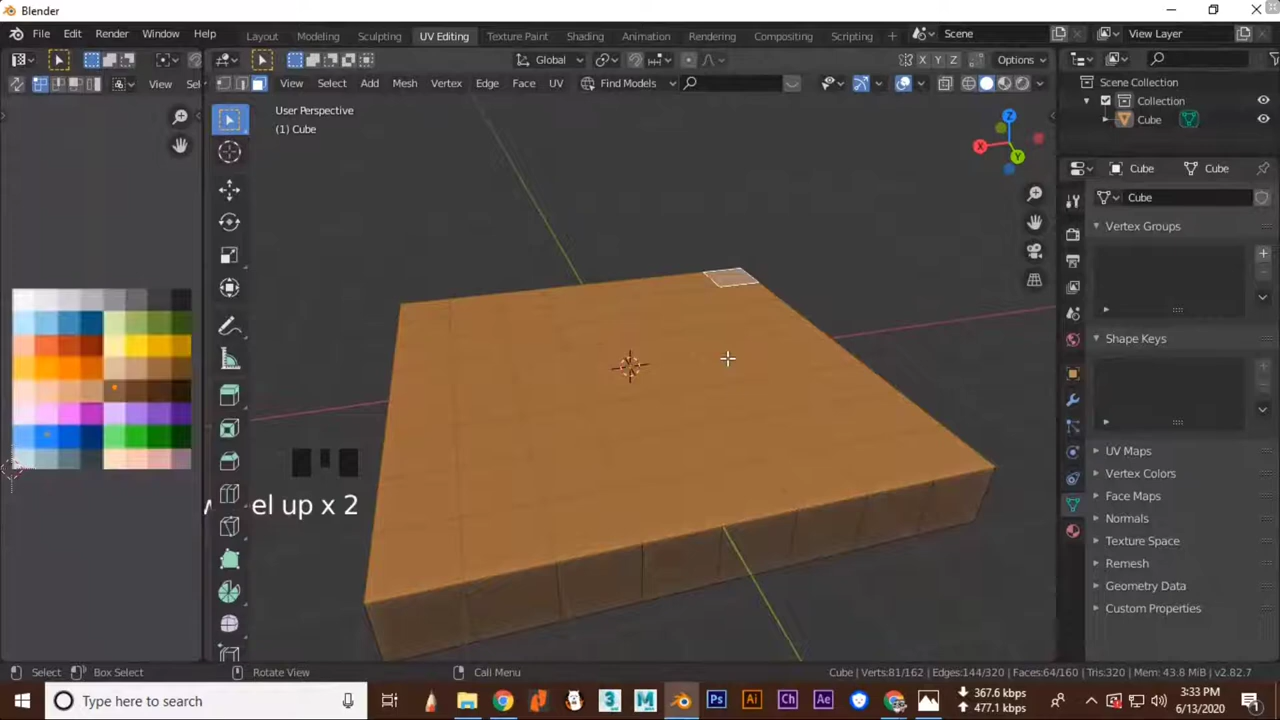 Blender
File Edit Render Window Help
Layout Modeling Sculpting UV Editing Texture Paint Shading Animation Rendering Compositing Scripting
Scene
View Layer
Global
X Y Z
Options
View
View Select Add Mesh Vertex Edge Face UV
Find Models
User Perspective
(1) Cube
Z
X
Y
Scene Collection
Collection
Cube
Cube
Cube
Cube
Vertex Groups
Shape Keys
UV Maps
Vertex Colors
Face Maps
Normals
Texture Space
Remesh
Geometry Data
Custom Properties
el up x 2
Select Box Select Rotate View Call Menu
Cube | Verts:81/162 | Edges:144/320 | Faces:64/160 | Tris:320 | Mem: 43.8 MiB | v2.82.7
Type here to search
367.6 kbps
477.1 kbps
3:33 PM
6/13/2020